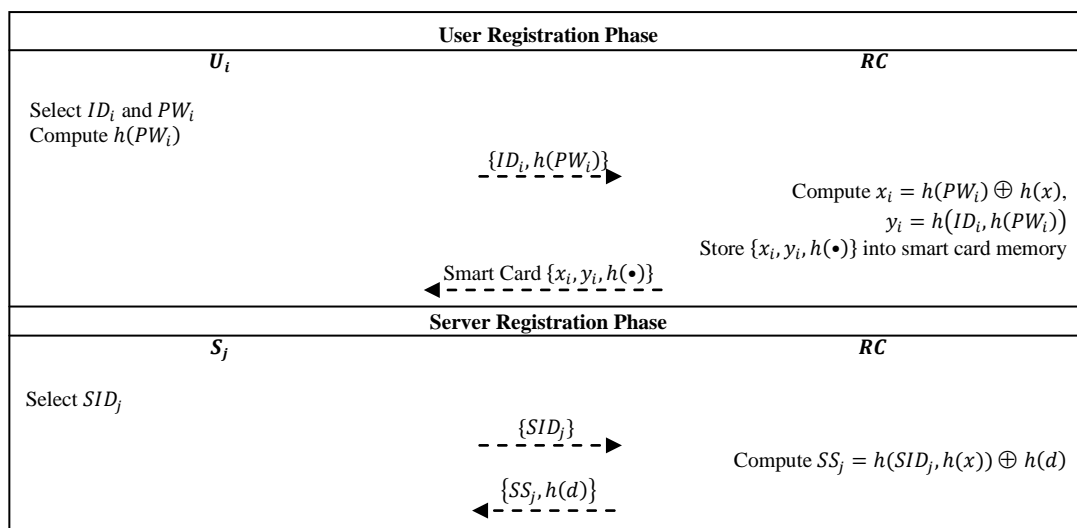 User Registration Phase
U_i RC
Select ID_i and PW_i
Compute h(PW_i)
{ID_i, h(PW_i)}
Compute x_i = h(PW_i) ⊕ h(x),
y_i = h(ID_i, h(PW_i))
Store {x_i, y_i, h(•)} into smart card memory
Smart Card {x_i, y_i, h(•)}
Server Registration Phase
S_j RC
Select SID_j
{SID_j}
Compute SS_j = h(SID_j, h(x)) ⊕ h(d)
{SS_j, h(d)}